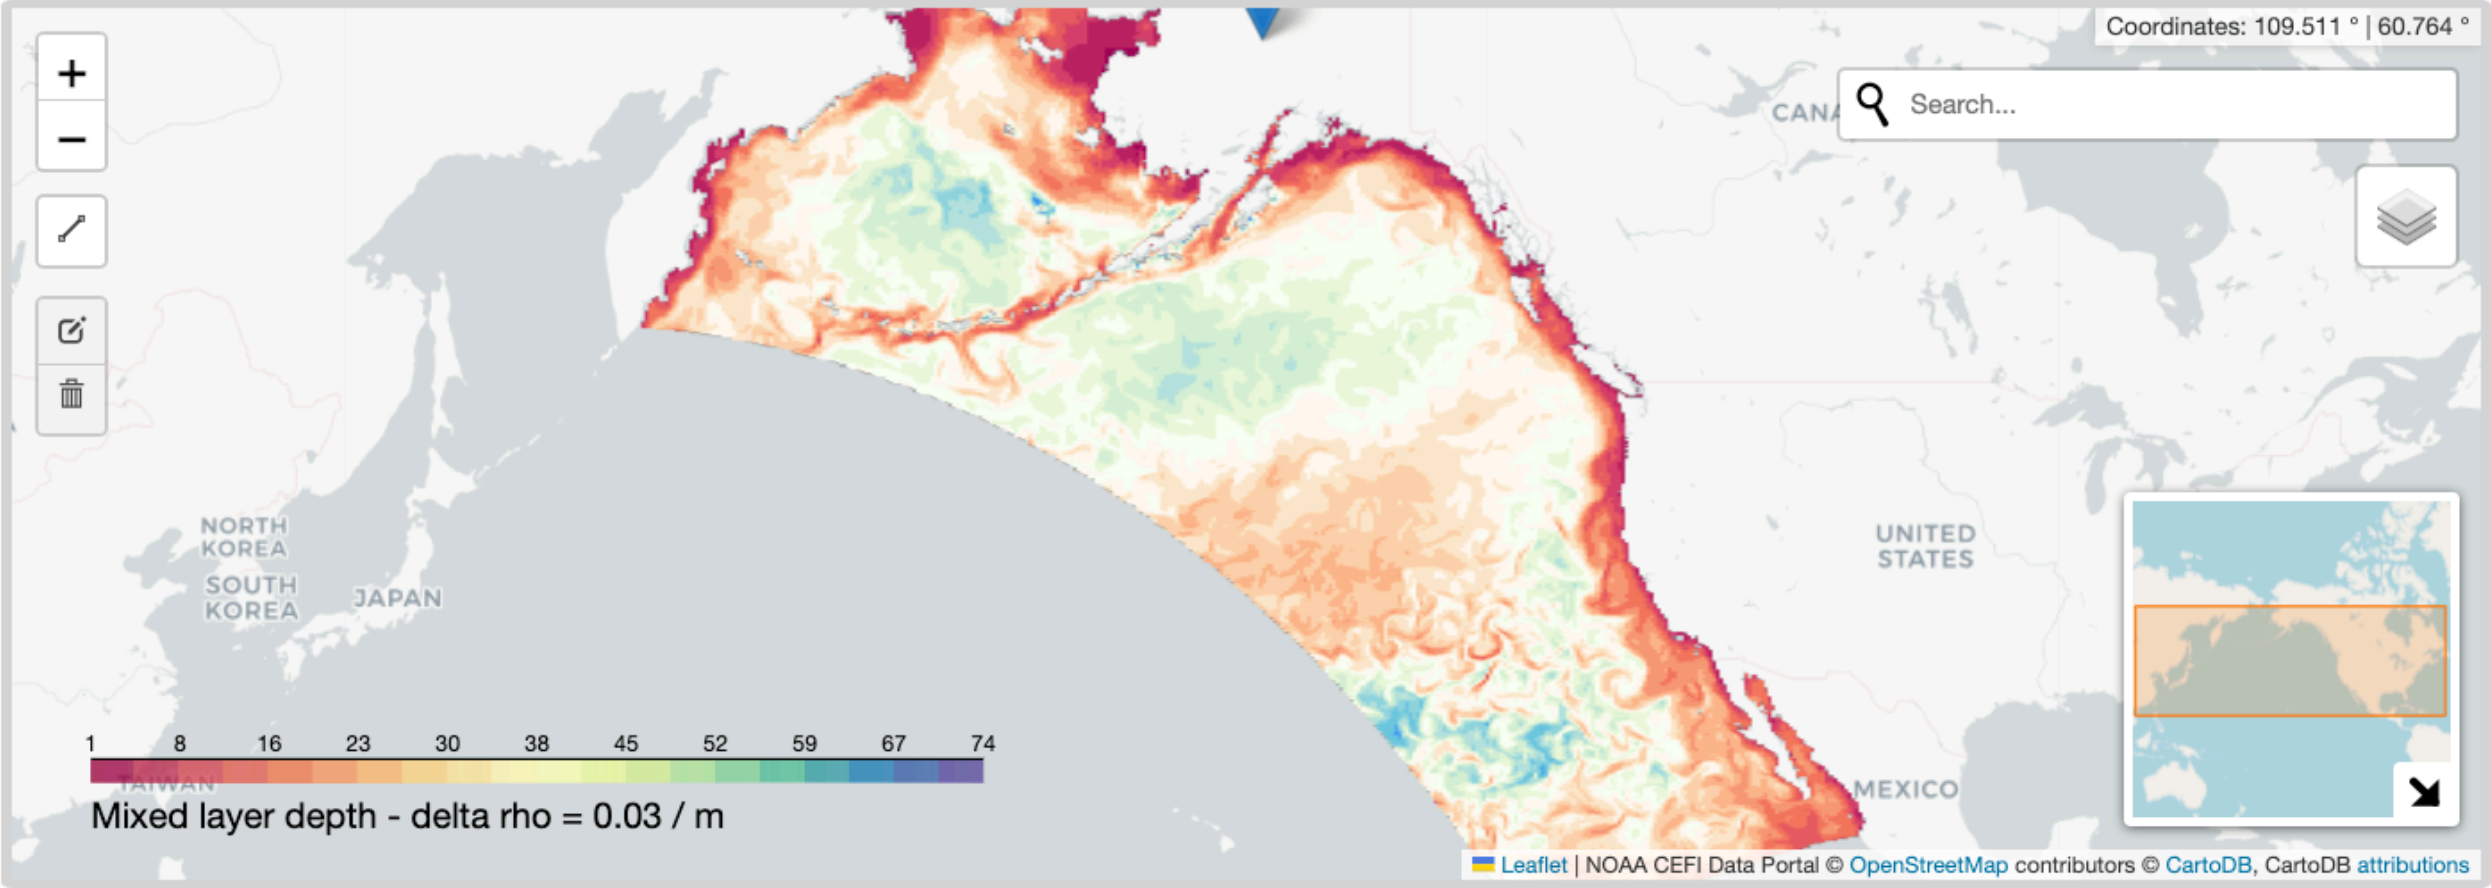 Coordinates: 109.511 ° | 60.764 °
+
−
Search...
CANA
NORTH
KOREA
SOUTH
KOREA
JAPAN
UNITED
STATES
1 8 16 23 30 38 45 52 59 67 74
TAIWAN
Mixed layer depth - delta rho = 0.03 / m
MEXICO
Leaflet | NOAA CEFI Data Portal © OpenStreetMap contributors © CartoDB, CartoDB attributions